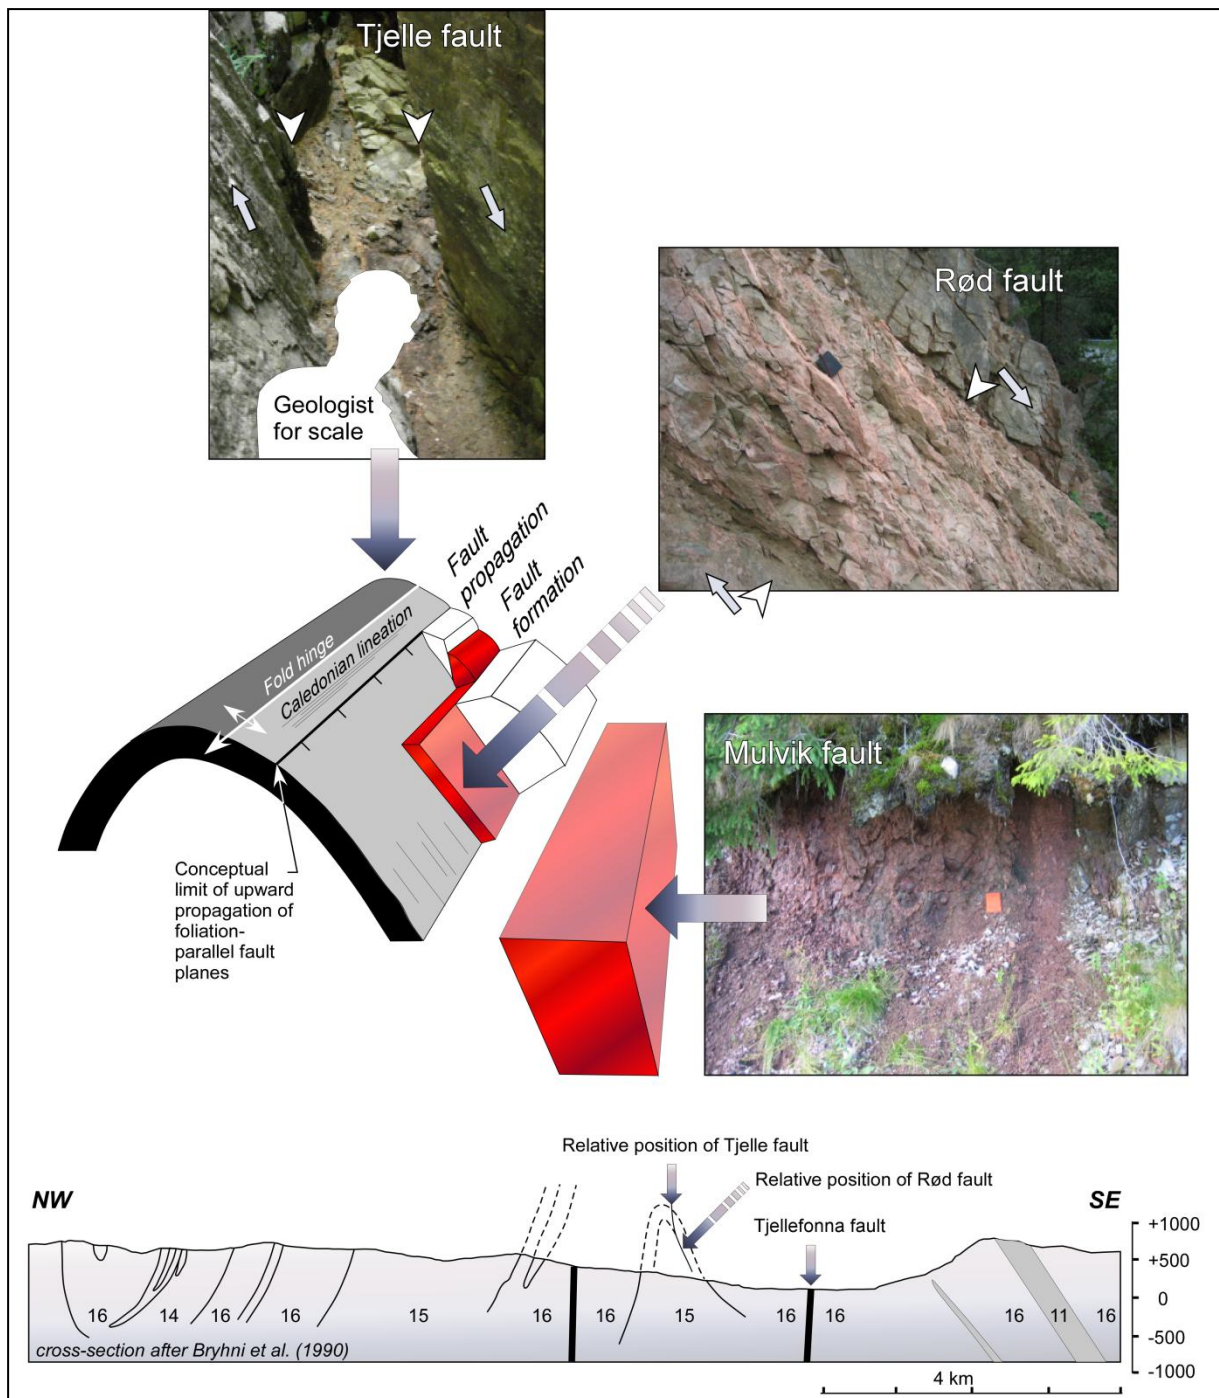 Tjelle fault
Geologist
for scale
Rød fault
Fault
propagation
Fault
formation
Fold hinge
Caledonian lineation
Mulvik fault
Conceptual
limit of upward
propagation of
foliation-
parallel fault
planes
Relative position of Tjelle fault
Relative position of Rød fault
Tjellefonna fault
NW
SE
+1000
+500
0
-500
-1000
16 14 16 16 15 16 16 15 16 16 16 11 16
cross-section after Bryhni et al. (1990)
4 km